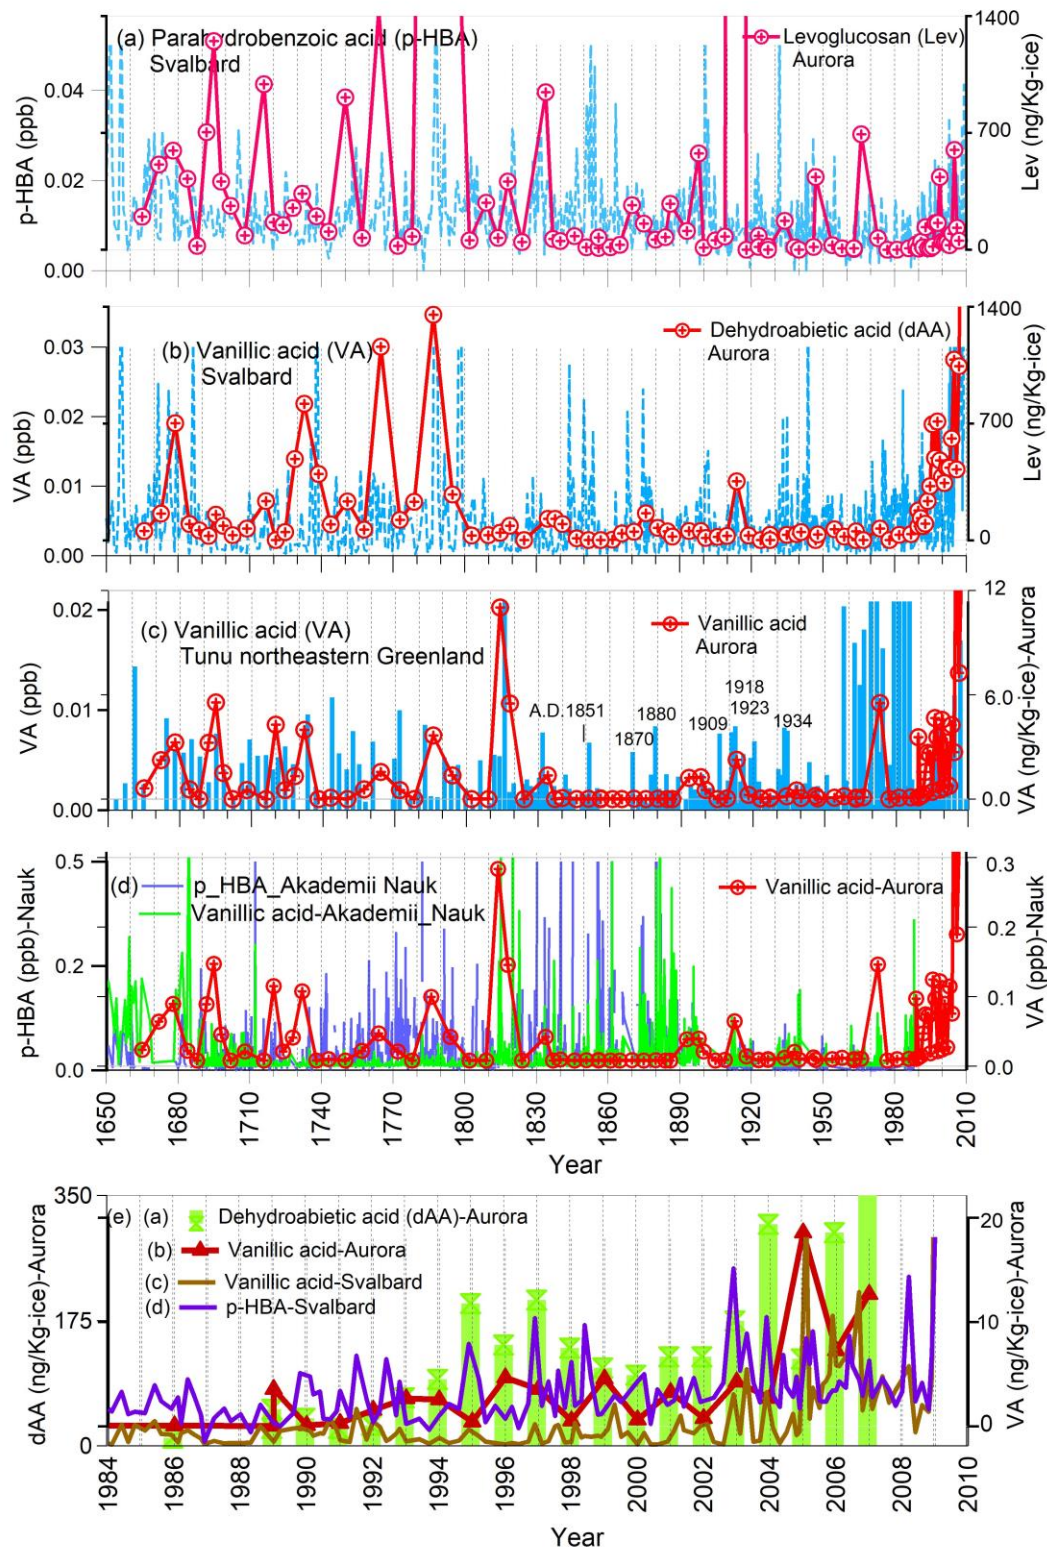 (a) Parahydrobenzoic acid (p-HBA)
Svalbard
Levoglucosan (Lev)
Aurora
p-HBA (ppb)
0.04
0.02
0.00
1400
700
0
Lev (ng/Kg-ice)
(b) Vanillic acid (VA)
Svalbard
Dehydroabietic acid (dAA)
Aurora
VA (ppb)
0.03
0.02
0.01
0.00
1400
700
0
Lev (ng/Kg-ice)
(c) Vanillic acid (VA)
Tunu northeastern Greenland
Vanillic acid
Aurora
VA (ppb)
0.02
0.01
0.00
A.D.1851
1870
1880
1909
1918
1923
1934
12
6.0
0.0
VA (ng/Kg-ice)-Aurora
(d) p_HBA_Akademii Nauk
Vanillic acid-Akademii_Nauk
Vanillic acid-Aurora
p-HBA (ppb)-Nauk
0.5
0.2
0.0
0.3
0.2
0.1
0.0
VA (ppb)-Nauk
1650 1680 1710 1740 1770 1800 1830 1860 1890 1920 1950 1980 2010
Year
(e) (a) Dehydroabietic acid (dAA)-Aurora
(b) Vanillic acid-Aurora
(c) Vanillic acid-Svalbard
(d) p-HBA-Svalbard
dAA (ng/Kg-ice)-Aurora
350
175
0
20
10
0
VA (ng/Kg-ice)-Aurora
1984 1986 1988 1990 1992 1994 1996 1998 2000 2002 2004 2006 2008 2010
Year